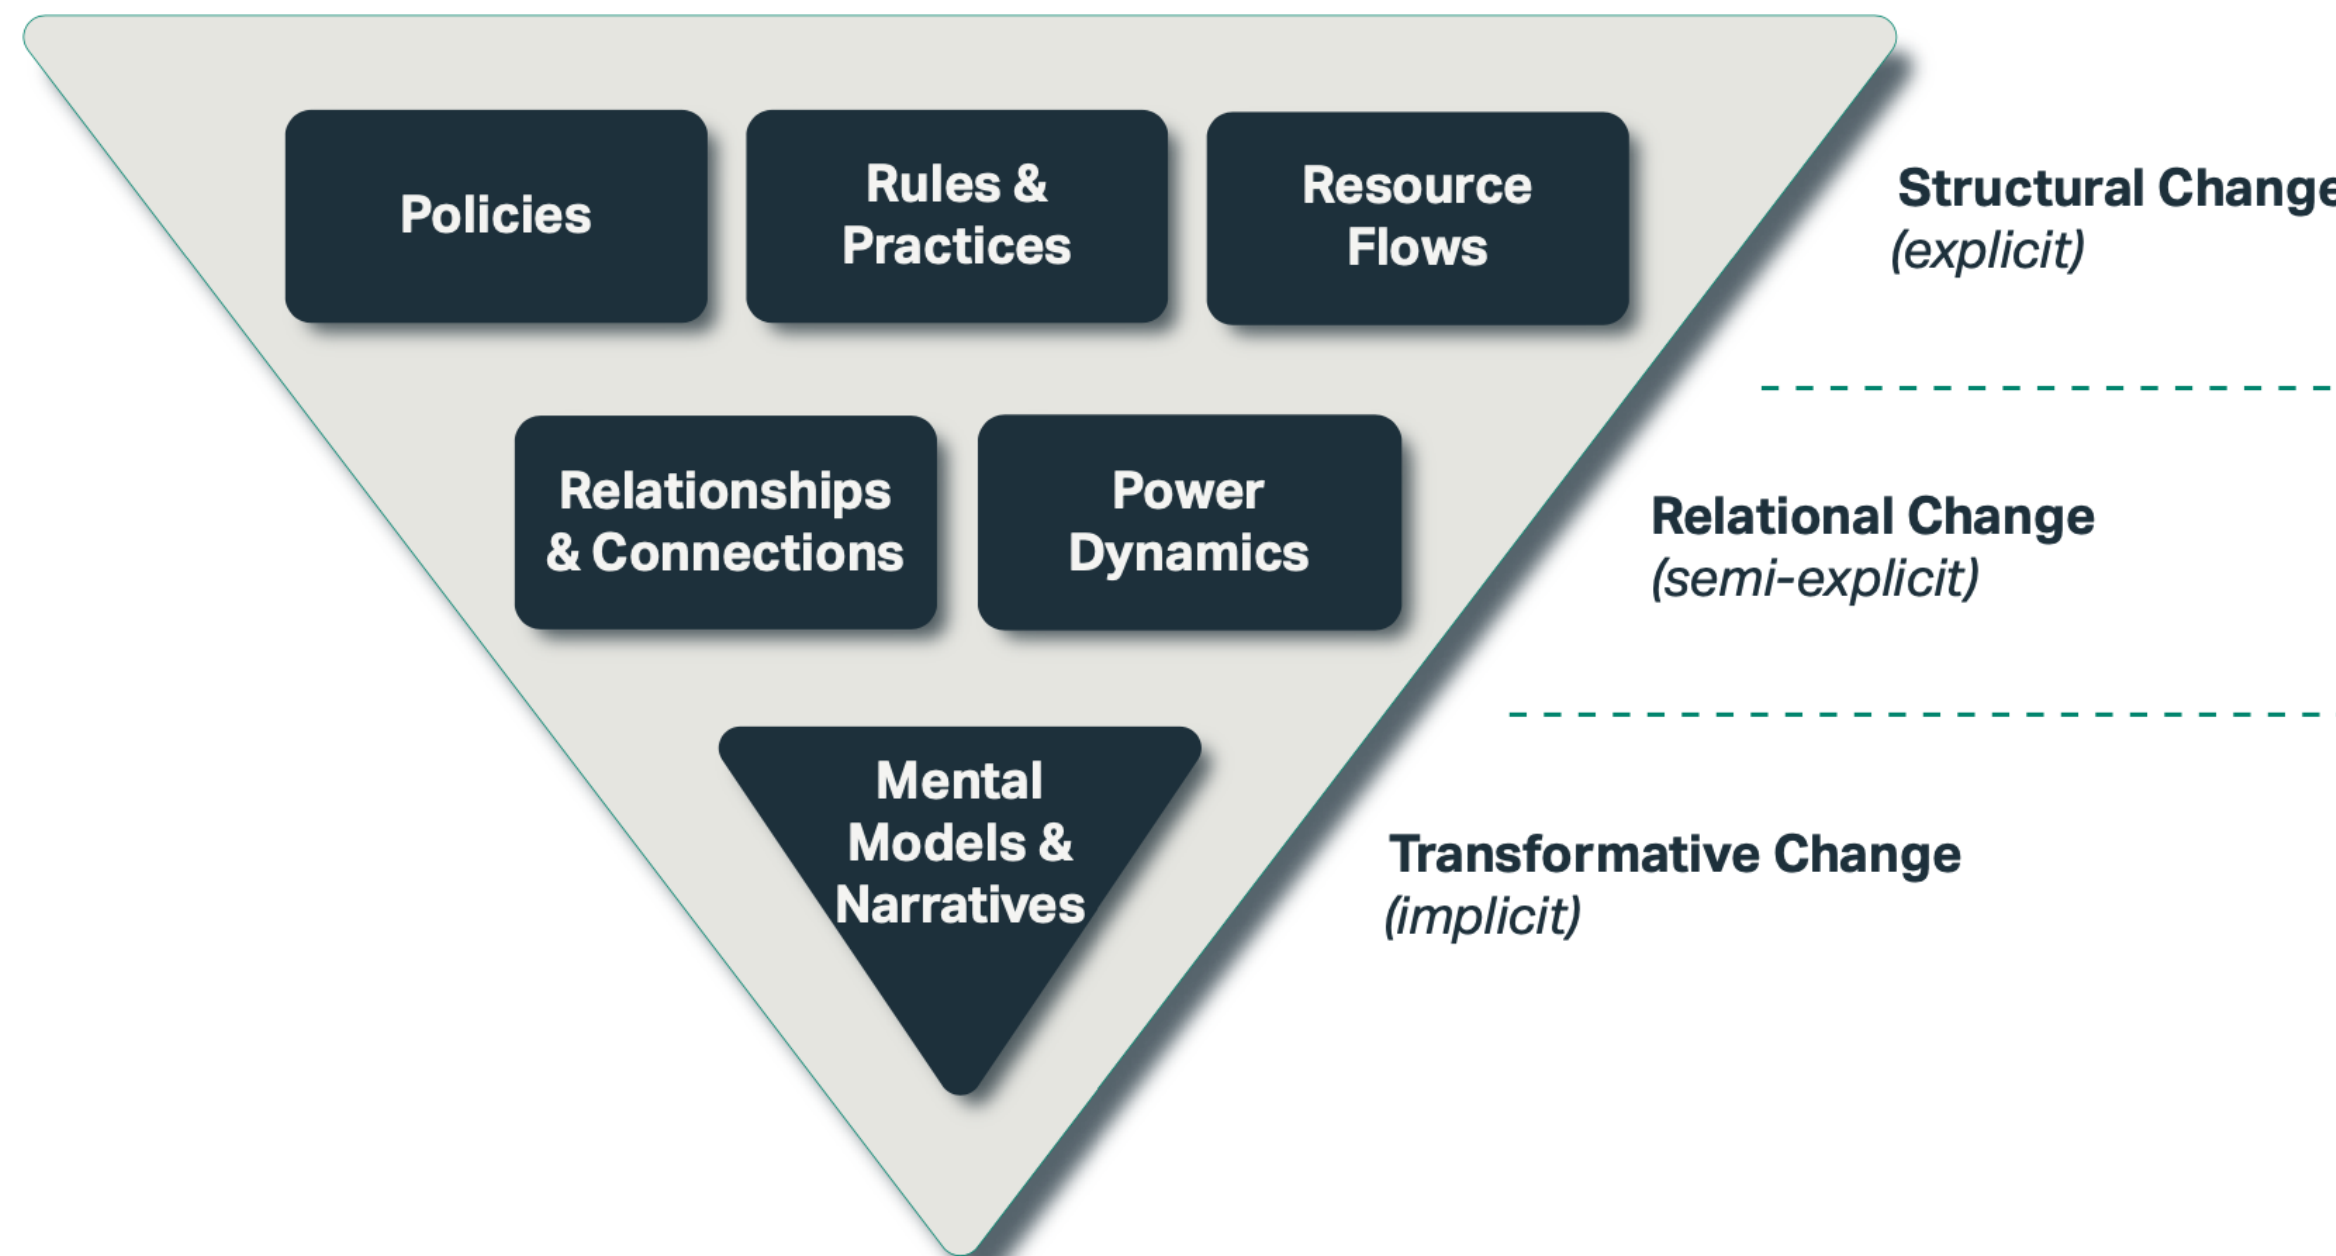 Policies
Rules &
Practices
Resource
Flows
Structural Change
(explicit)
Relationships
& Connections
Power
Dynamics
Relational Change
(semi-explicit)
Mental
Models &
Narratives
Transformative Change
(implicit)